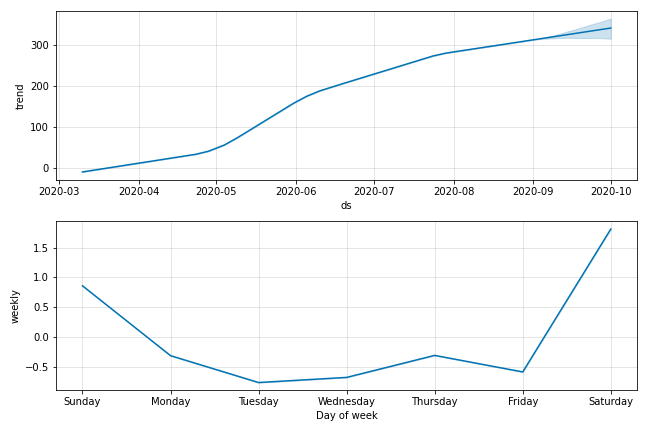 300
200
100
0
trend
2020-03 2020-04 2020-05 2020-06 2020-07 2020-08 2020-09 2020-10
ds
1.5
1.0
0.5
0.0
−0.5
weekly
Sunday Monday Tuesday Wednesday Thursday Friday Saturday
Day of week